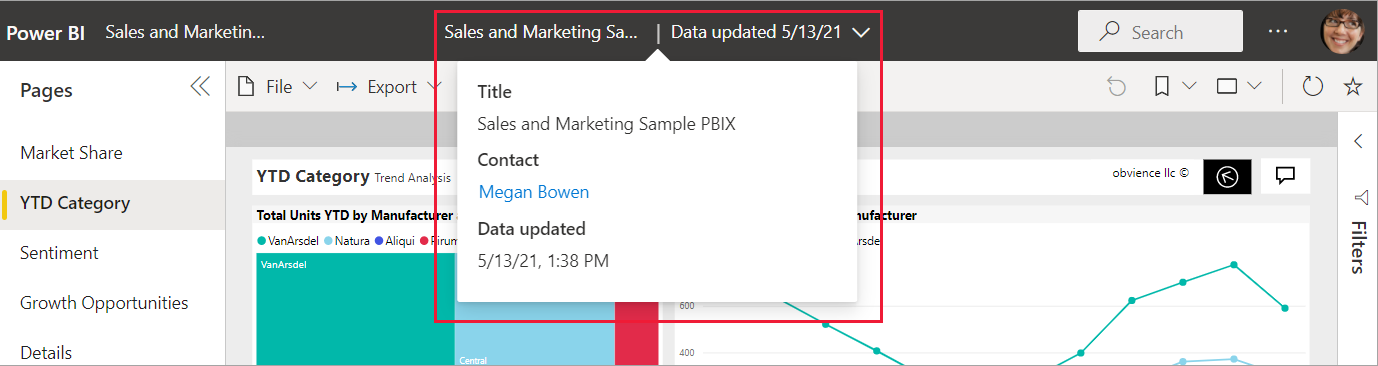 Power BI Sales and Marketin... Sales and Marketing Sa... | Data updated 5/13/21 Search ...
Pages
File Export
Title
Sales and Marketing Sample PBIX
Contact
Megan Bowen
Data updated
5/13/21, 1:38 PM
Market Share
YTD Category
Sentiment
Growth Opportunities
Details
YTD Category Trend Analysis
obvience llc ©
Total Units YTD by Manufacturer
VanArsdel Natura Aliqui Pirum
VanArsdel
Central
600
400
Filters